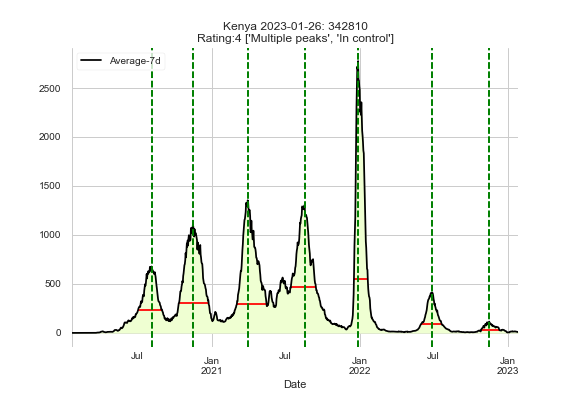 Kenya 2023-01-26: 342810
Rating:4 ['Multiple peaks', 'In control']
Average-7d
2500
2000
1500
1000
500
0
Jul
Jan
2021
Jul
Jan
2022
Jul
Jan
2023
Date